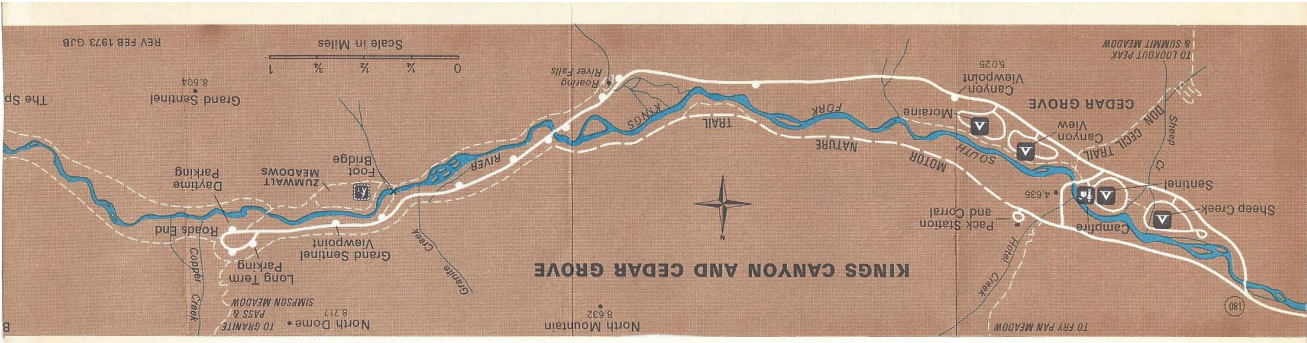 TO FRY PAN MEADOW
180
North Mountain
8,632
North Dome
8,717
TO GRANITE
PASS &
SIMPSON MEADOW
KINGS CANYON AND CEDAR GROVE
Hotel Creek
Granite
Creek
Copper
Creek
Long Term
Parking
Grand Sentinel
Viewpoint
Roads End
Daytime
Parking
Sheep Creek
Campfire
Sentinel
Pack Station
and Corral
4,635
N
Foot
Bridge
ZUMWALT
MEADOWS
MOTOR
NATURE
TRAIL
SOUTH
FORK
KINGS
RIVER
Sheep Cr
DON CECIL TRAIL
CEDAR GROVE
Canyon
View
Moraine
Canyon
Viewpoint
5,025
Roaring
River Falls
Grand Sentinel
8,504
The Sp
B
TO LOOKOUT PEAK
& SUMMIT MEADOW
0
¼
½
¾
1
Scale in Miles
REV FEB 1973 GJB